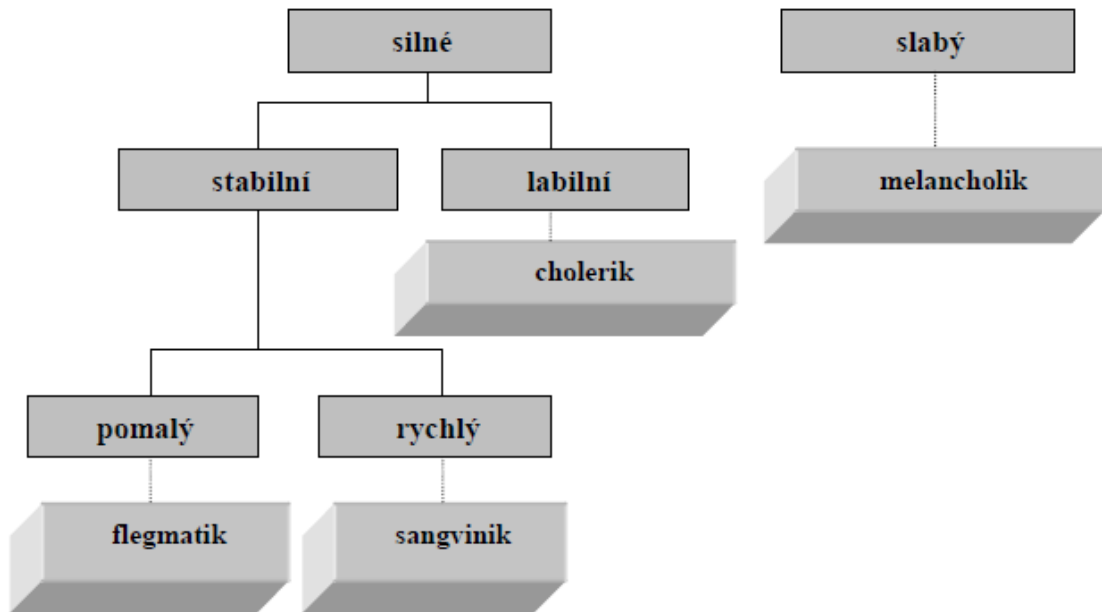 silné
slabý
stabilní
labilní
melancholik
cholerik
pomalý
rychlý
flegmatik
sangvinik